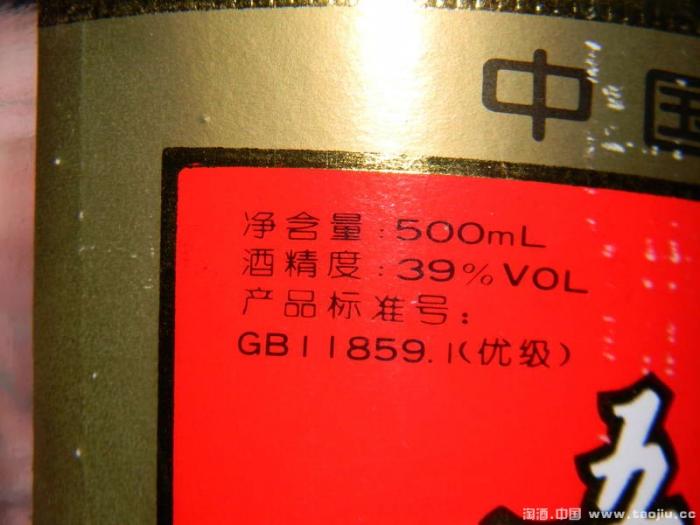 中国
净含量：500mL
酒精度：39%VOL
产品标准号：
GB11859.1(优级)
五
淘酒.中国 www.taojiu.cc